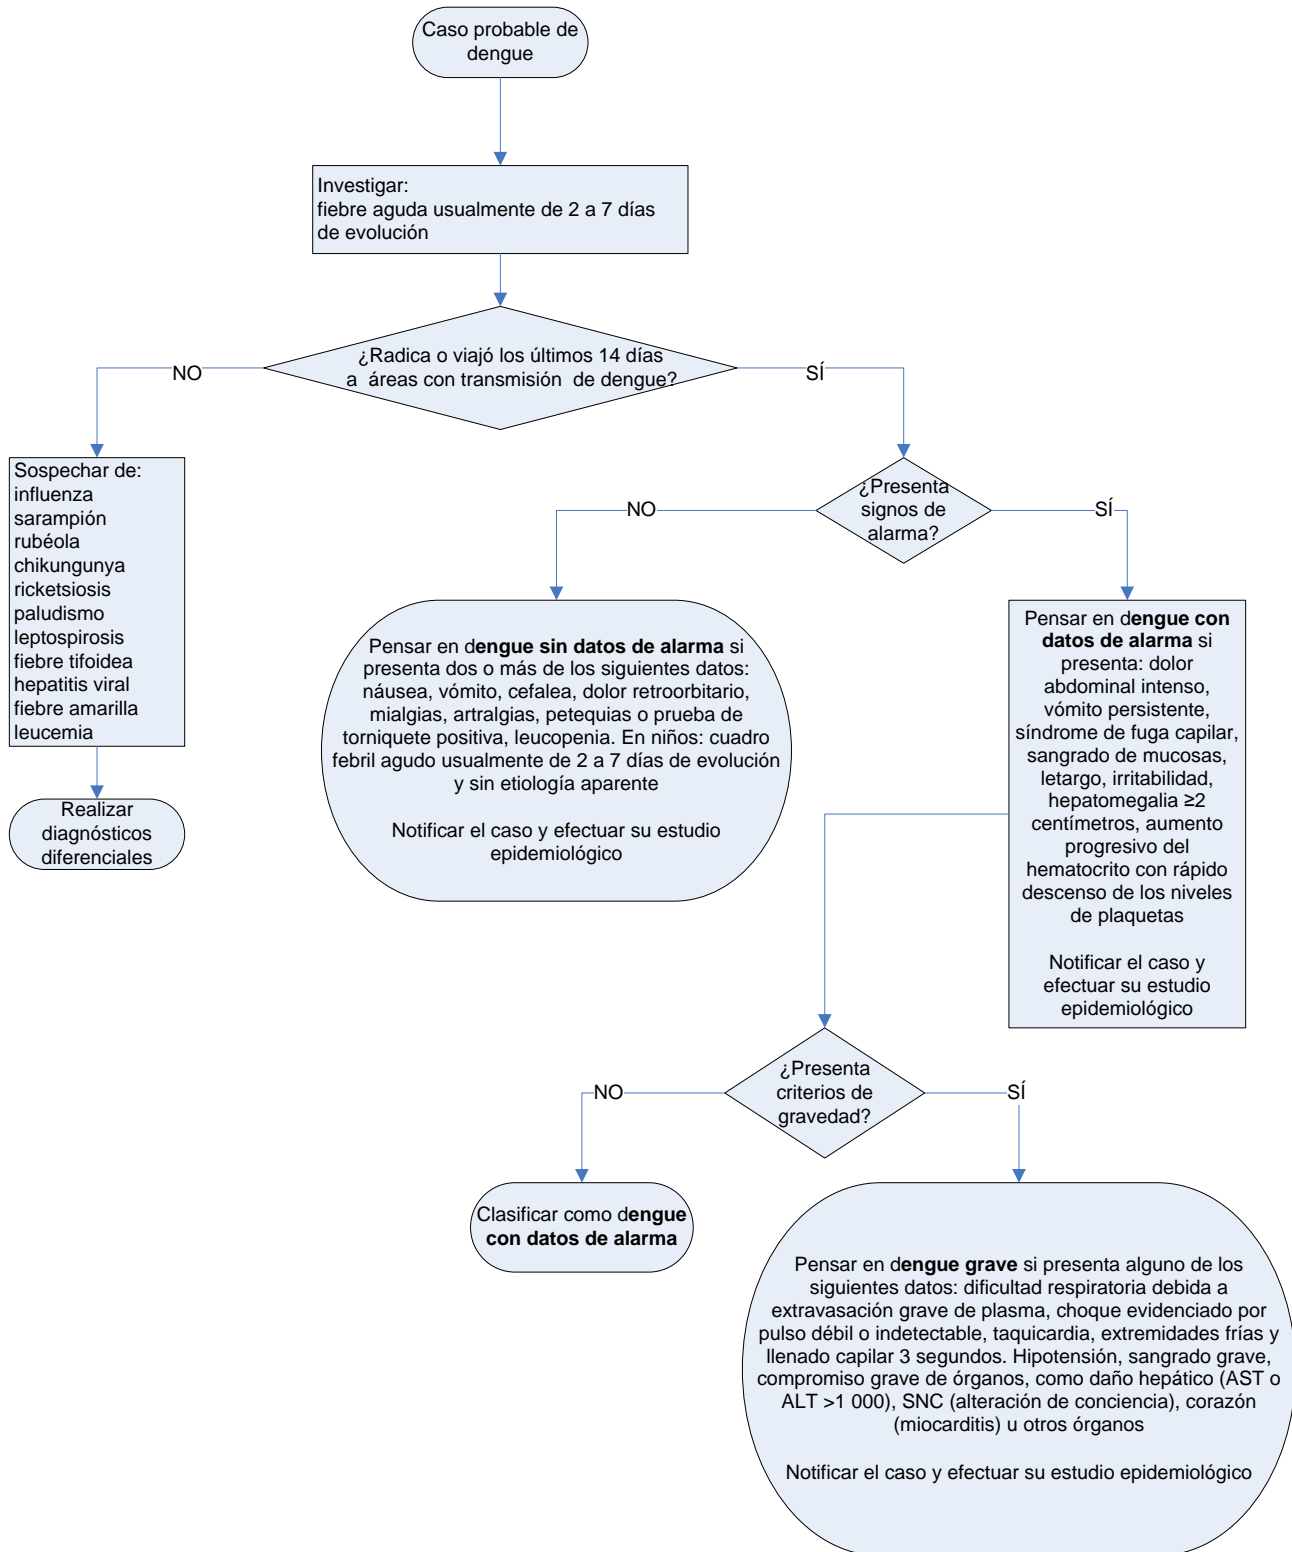 Caso probable de
dengue
Investigar:
fiebre aguda usualmente de 2 a 7 días
de evolución
¿Radica o viajó los últimos 14 días
a áreas con transmisión de dengue?
NO
SÍ
Sospechar de:
influenza
sarampión
rubéola
chikungunya
ricketsiosis
paludismo
leptospirosis
fiebre tifoidea
hepatitis viral
fiebre amarilla
leucemia
Realizar
diagnósticos
diferenciales
¿Presenta
signos de
alarma?
NO
SÍ
Pensar en dengue sin datos de alarma si
presenta dos o más de los siguientes datos:
náusea, vómito, cefalea, dolor retroorbitario,
mialgias, artralgias, petequias o prueba de
torniquete positiva, leucopenia. En niños: cuadro
febril agudo usualmente de 2 a 7 días de evolución
y sin etiología aparente
Notificar el caso y efectuar su estudio
epidemiológico
Pensar en dengue con
datos de alarma si
presenta: dolor
abdominal intenso,
vómito persistente,
síndrome de fuga capilar,
sangrado de mucosas,
letargo, irritabilidad,
hepatomegalia ≥2
centímetros, aumento
progresivo del
hematocrito con rápido
descenso de los niveles
de plaquetas
Notificar el caso y
efectuar su estudio
epidemiológico
¿Presenta
criterios de
gravedad?
NO
SÍ
Clasificar como dengue
con datos de alarma
Pensar en dengue grave si presenta alguno de los
siguientes datos: dificultad respiratoria debida a
extravasación grave de plasma, choque evidenciado por
pulso débil o indetectable, taquicardia, extremidades frías y
llenado capilar 3 segundos. Hipotensión, sangrado grave,
compromiso grave de órganos, como daño hepático (AST o
ALT >1 000), SNC (alteración de conciencia), corazón
(miocarditis) u otros órganos
Notificar el caso y efectuar su estudio epidemiológico